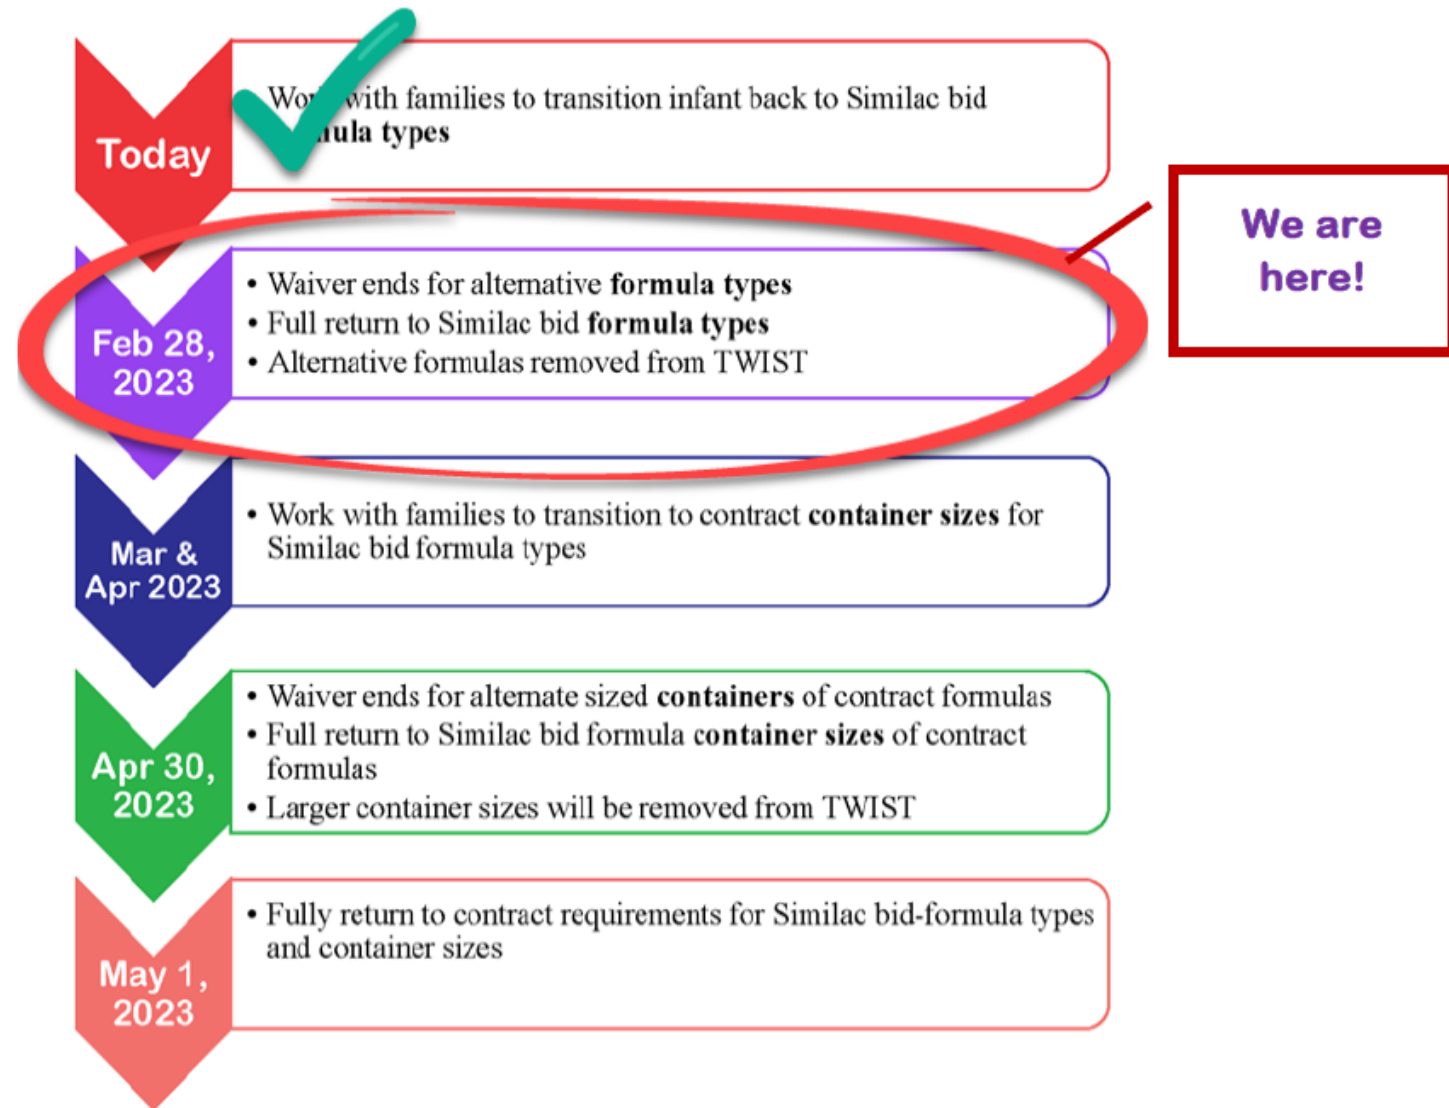 Today
Work with families to transition infant back to Similac bid
types
We are
here!
Feb 28,
2023
• Waiver ends for alternative formula types
• Full return to Similac bid formula types
• Alternative formulas removed from TWIST
Mar &
Apr 2023
• Work with families to transition to contract container sizes for
Similac bid formula types
Apr 30,
2023
• Waiver ends for alternate sized containers of contract formulas
• Full return to Similac bid formula container sizes of contract
formulas
• Larger container sizes will be removed from TWIST
May 1,
2023
• Fully return to contract requirements for Similac bid-formula types
and container sizes